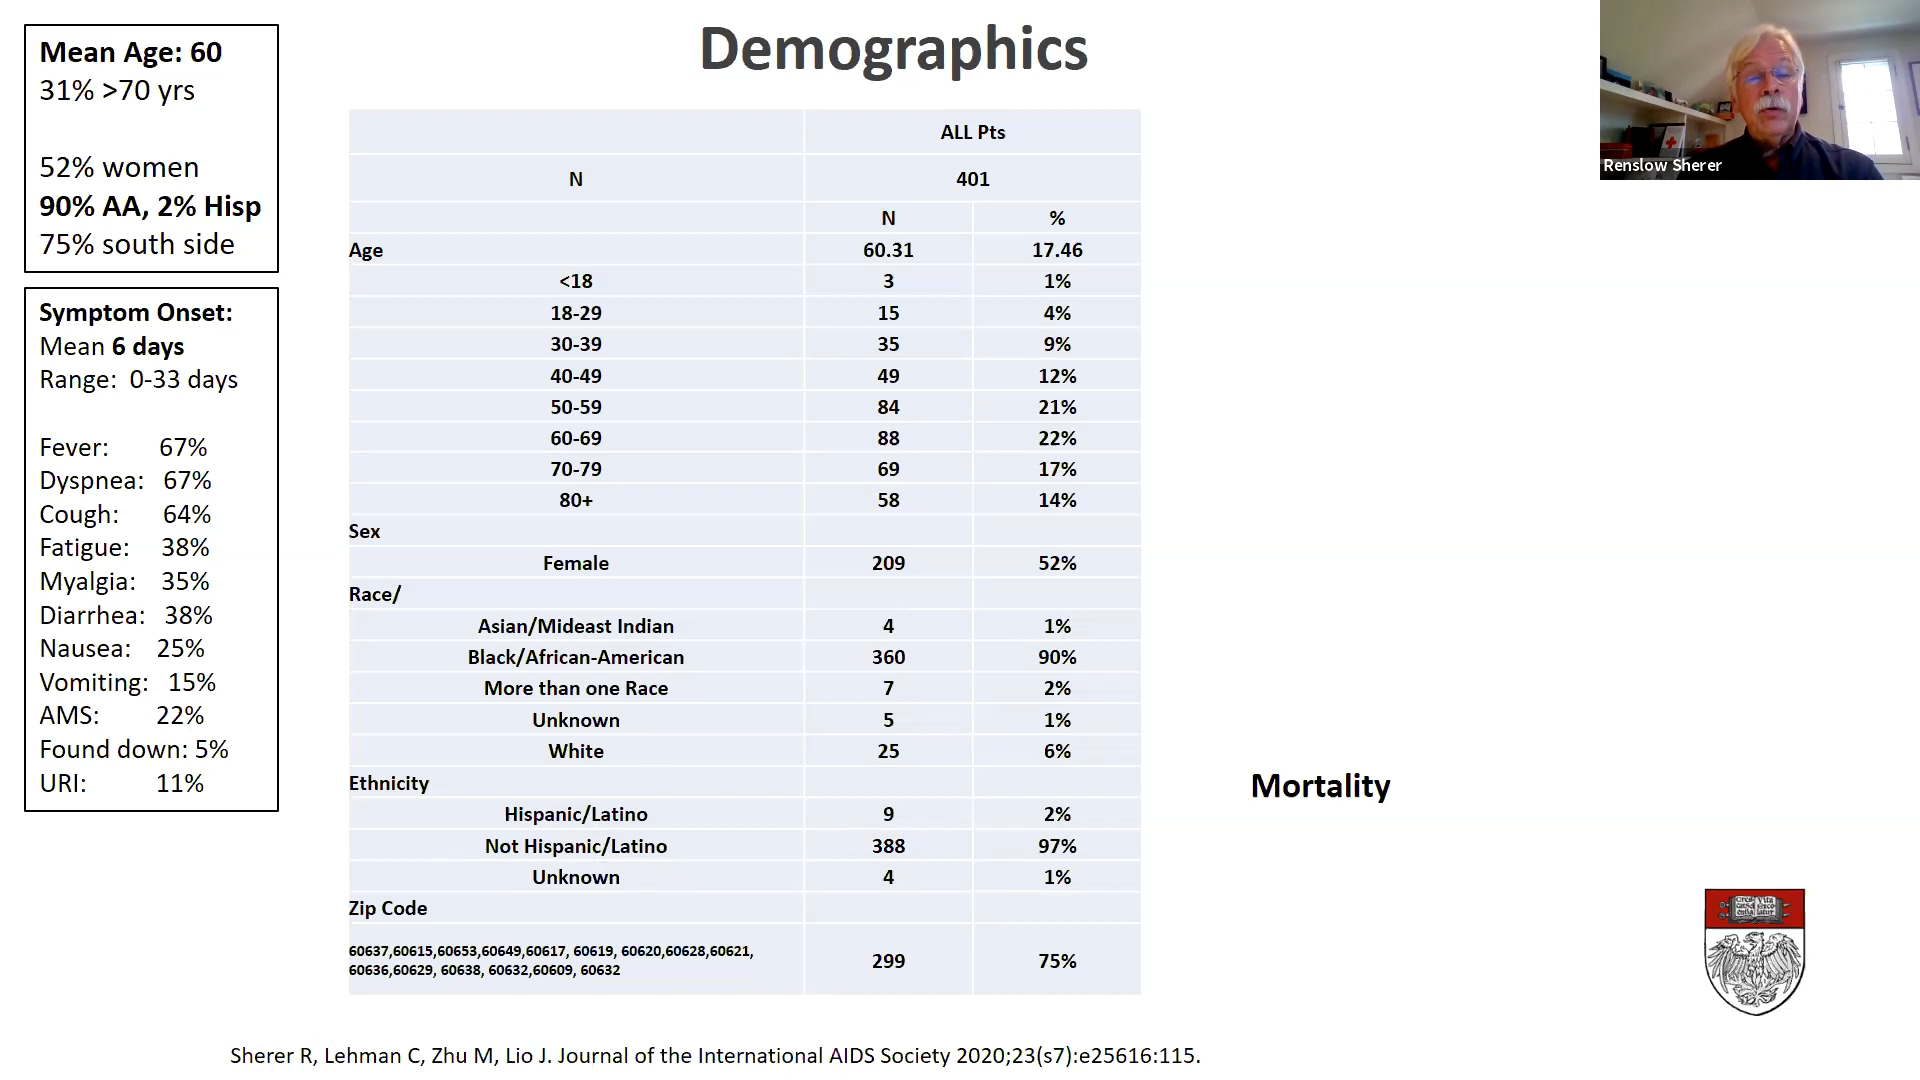 Demographics
Mean Age: 60
31% >70 yrs
52% women
90% AA, 2% Hisp
75% south side
Symptom Onset:
Mean 6 days
Range: 0-33 days
Fever: 67%
Dyspnea: 67%
Cough: 64%
Fatigue: 38%
Myalgia: 35%
Diarrhea: 38%
Nausea: 25%
Vomiting: 15%
AMS: 22%
Found down: 5%
URI: 11%
ALL Pts
N 401
N %
Age 60.31 17.46
<18 3 1%
18-29 15 4%
30-39 35 9%
40-49 49 12%
50-59 84 21%
60-69 88 22%
70-79 69 17%
80+ 58 14%
Sex
Female 209 52%
Race/
Asian/Mideast Indian 4 1%
Black/African-American 360 90%
More than one Race 7 2%
Unknown 5 1%
White 25 6%
Ethnicity
Hispanic/Latino 9 2%
Not Hispanic/Latino 388 97%
Unknown 4 1%
Zip Code
60637,60615,60653,60649,60617, 60619, 60620,60628,60621,
60636,60629, 60638, 60632,60609, 60632
299 75%
Mortality
Renslow Sherer
Sherer R, Lehman C, Zhu M, Lio J. Journal of the International AIDS Society 2020;23(s7):e25616:115.